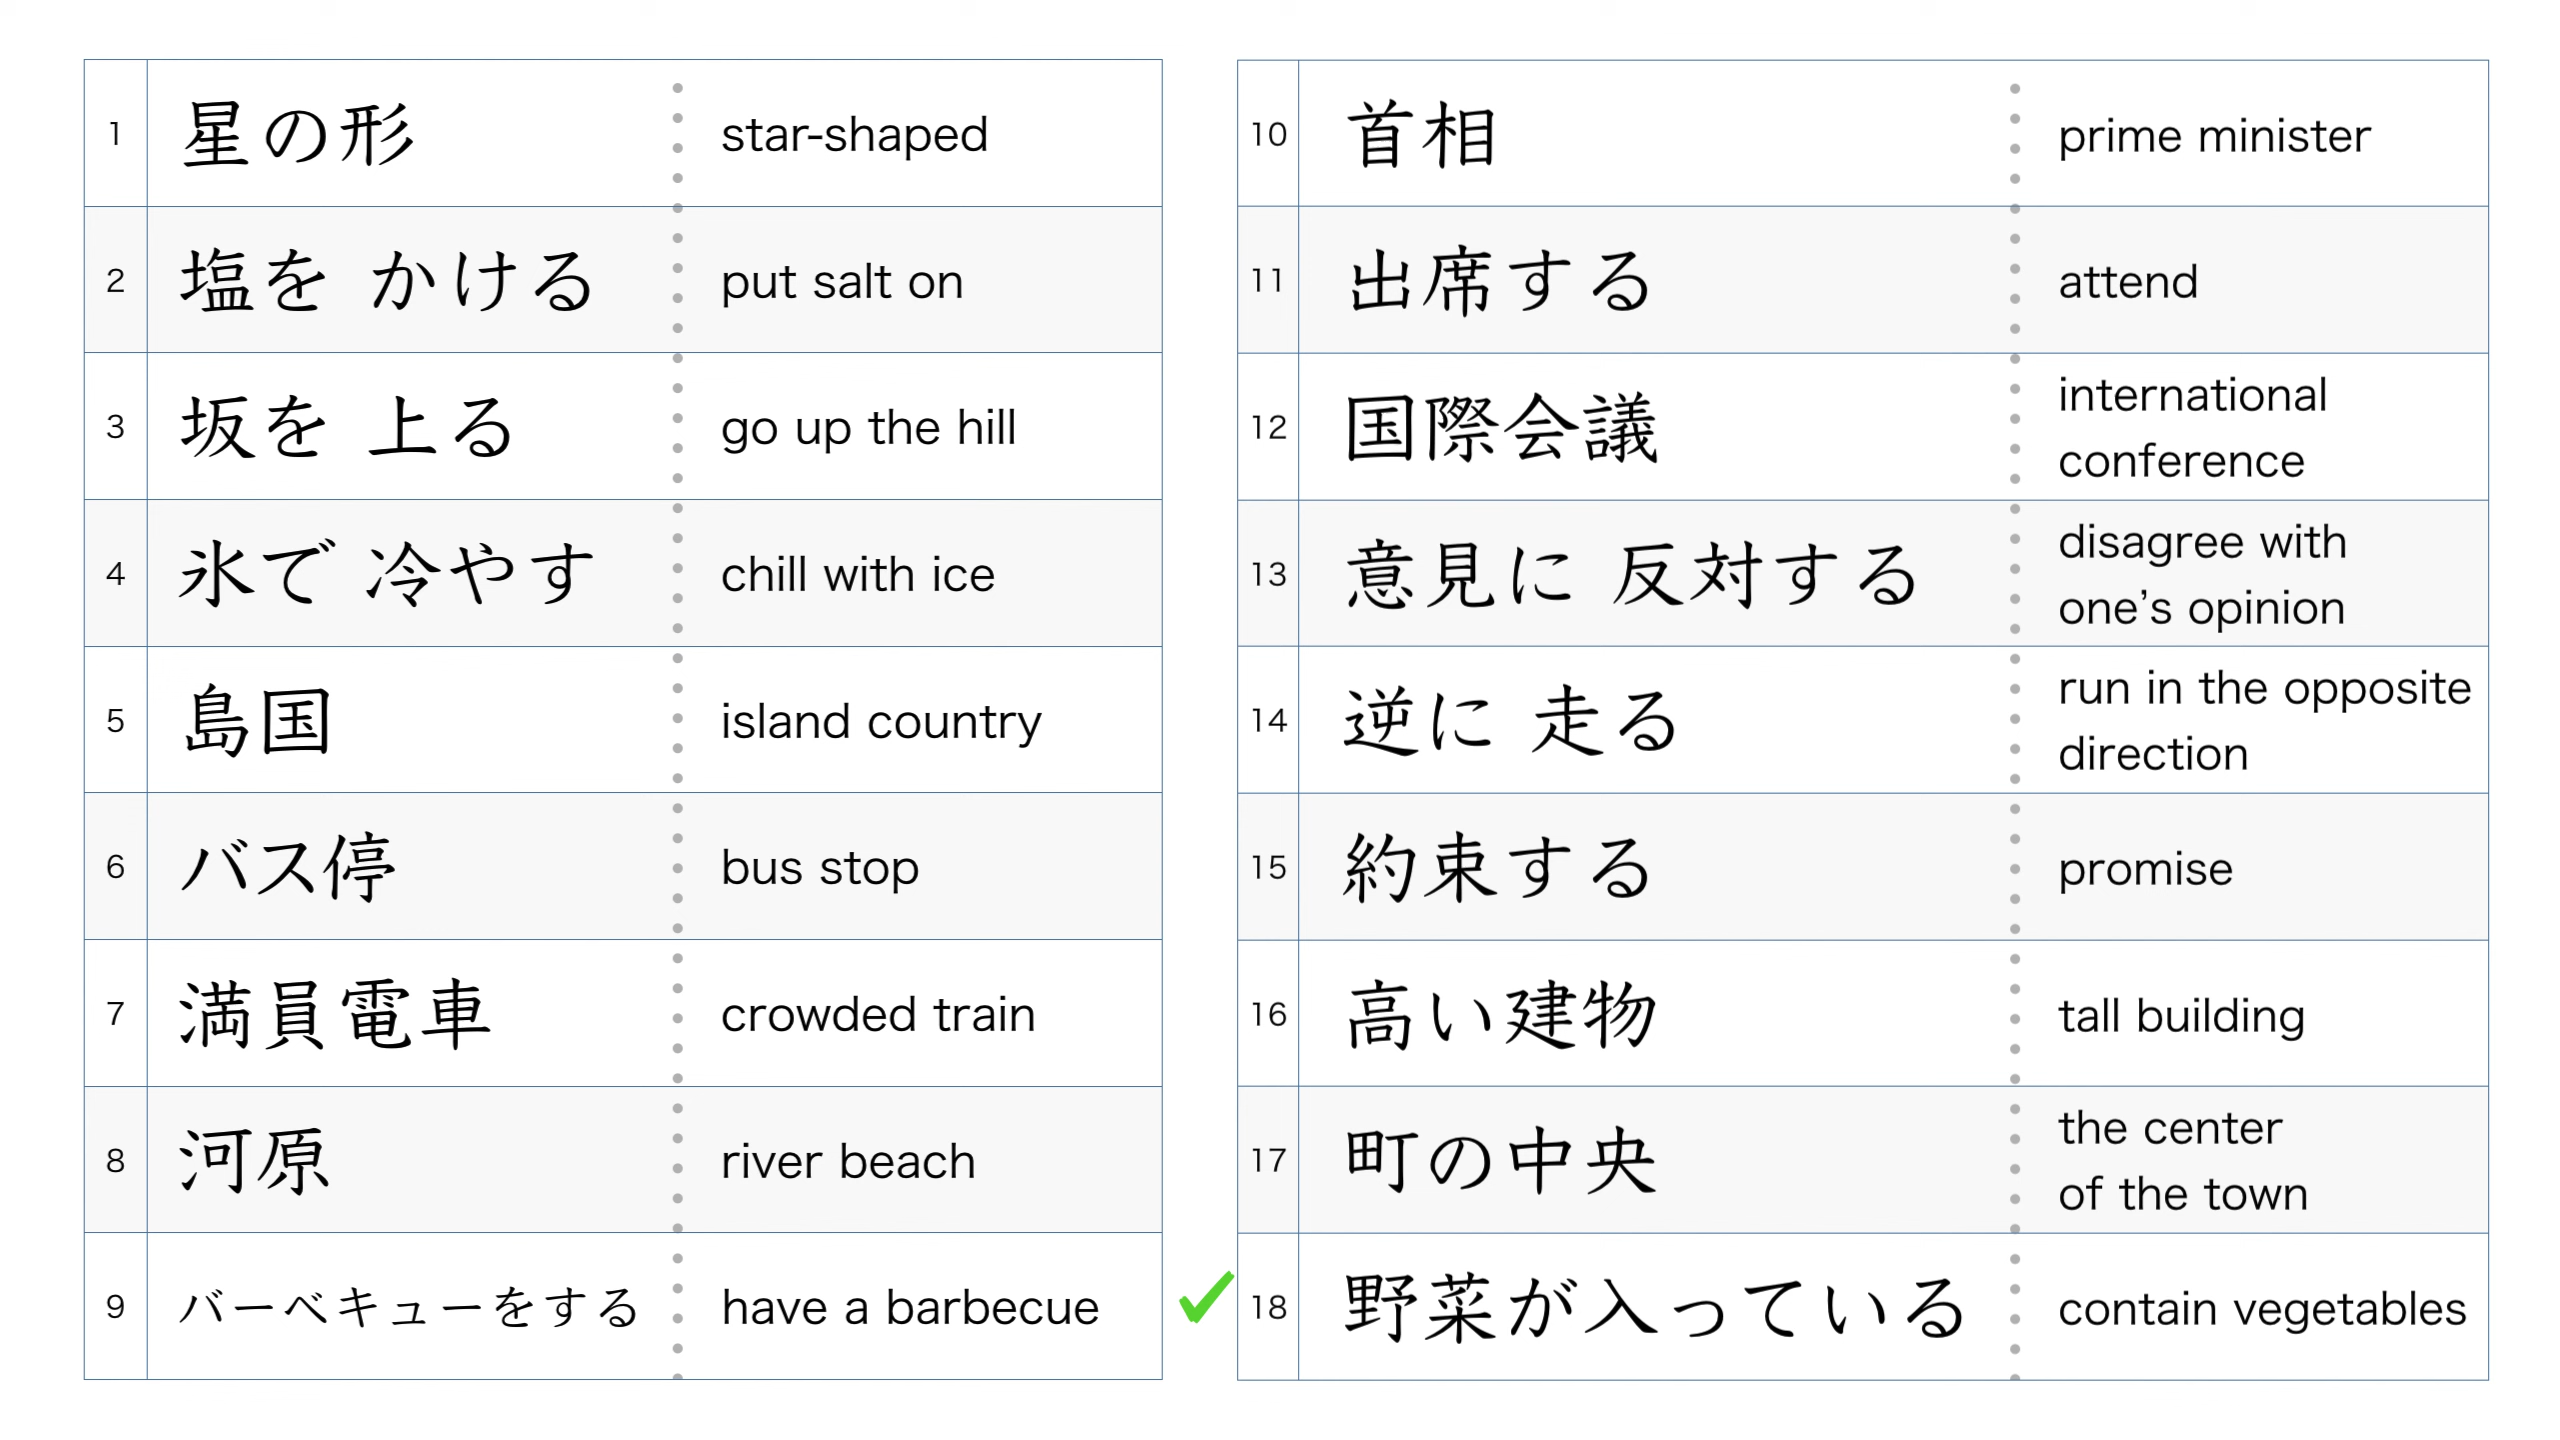 1 星の形 star-shaped
2 塩を かける put salt on
3 坂を 上る go up the hill
4 氷で 冷やす chill with ice
5 島国 island country
6 バス停 bus stop
7 満員電車 crowded train
8 河原 river beach
9 バーベキューをする have a barbecue
10 首相 prime minister
11 出席する attend
12 国際会議 international
conference
13 意見に 反対する disagree with
one’s opinion
14 逆に 走る run in the opposite
direction
15 約束する promise
16 高い建物 tall building
17 町の中央 the center
of the town
18 野菜が入っている contain vegetables